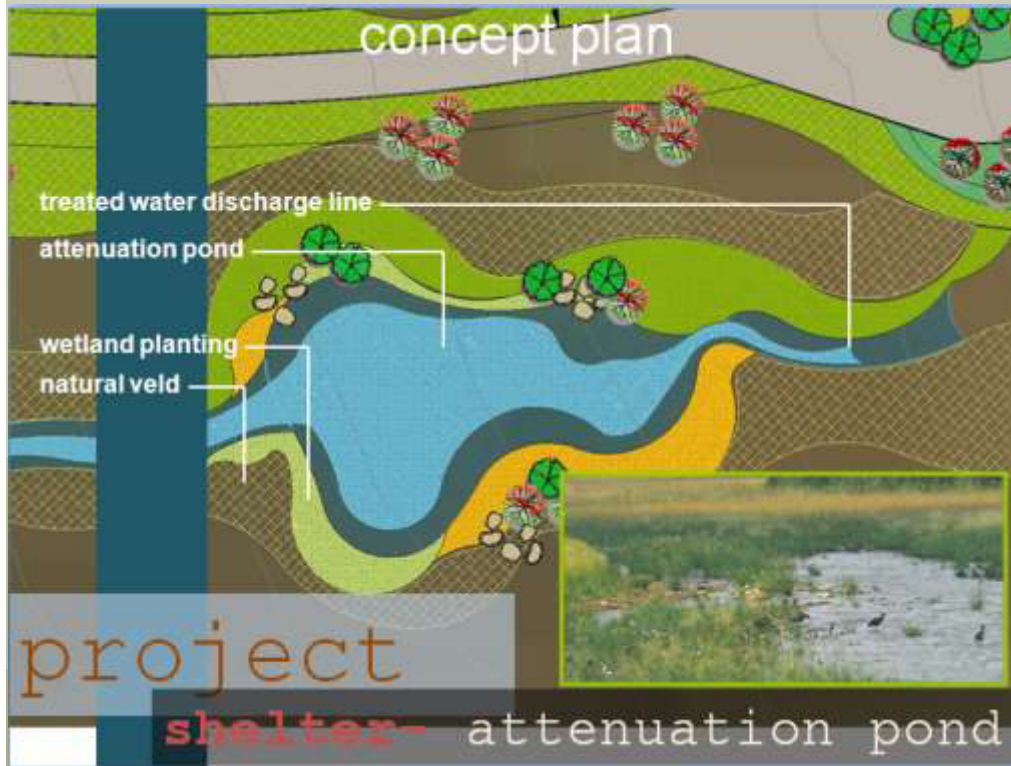 concept plan
treated water discharge line
attenuation pond
wetland planting
natural veld
project
shelter- attenuation pond